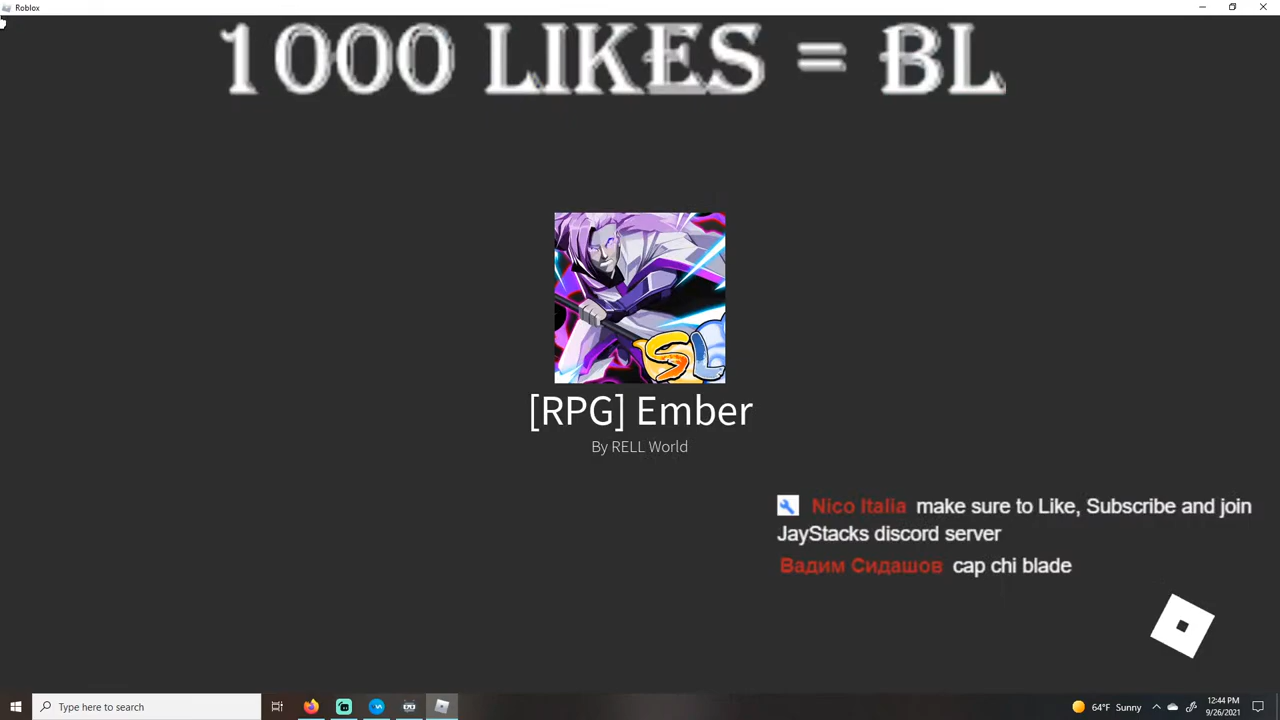 Roblox
1000 LIKES = BL
SL
[RPG] Ember
By RELL World
Nico Italia make sure to Like, Subscribe and join
JayStacks discord server
Вадим Сидашов cap chi blade
Type here to search
64°F Sunny
12:44 PM
9/26/2021